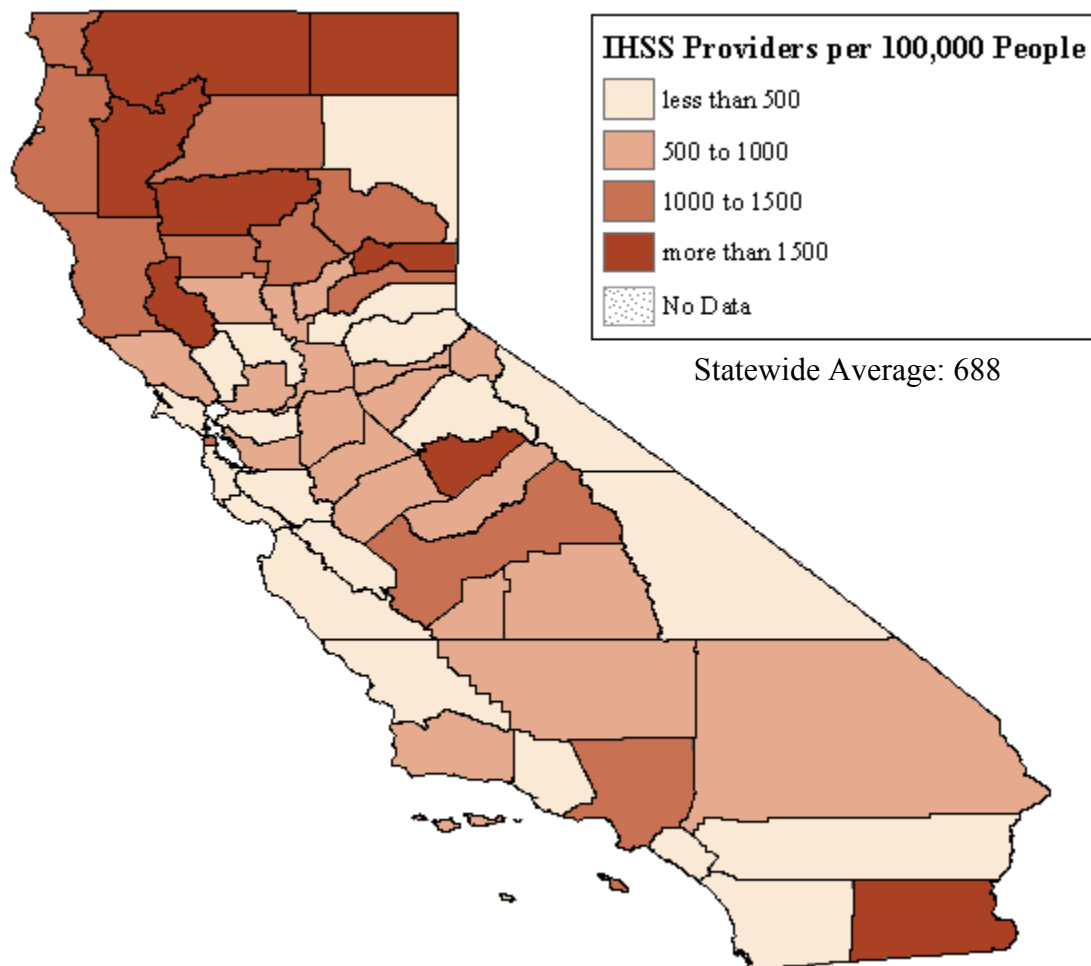 IHSS Providers per 100,000 People
less than 500
500 to 1000
1000 to 1500
more than 1500
No Data
Statewide Average: 688